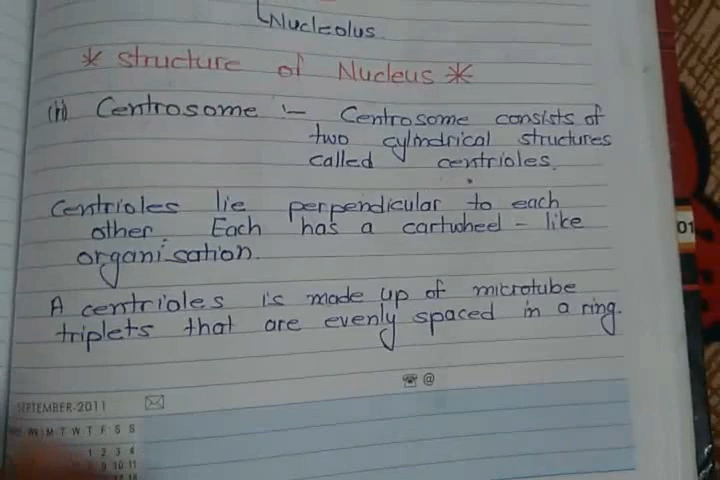 Nucleolus
* Structure of Nucleus *
(h) Centrosome :- Centrosome consists of
two cylindrical structures
called centrioles.
Centrioles lie perpendicular to each
other. Each has a cartwheel - like
organisation.
A centrioles is made up of microtube
triplets that are evenly spaced in a ring.
01
@
SEPTEMBER-2011
M T W T F S S
1 2 3 4
8 9 10 11